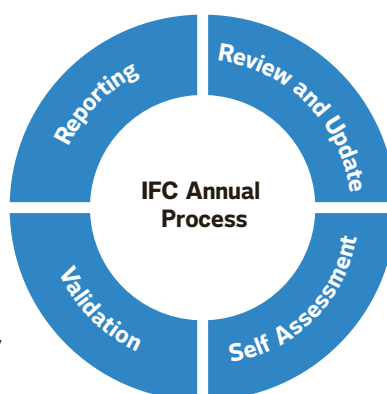 Reporting
Review and Update
IFC Annual
Process
Validation
Self Assessment